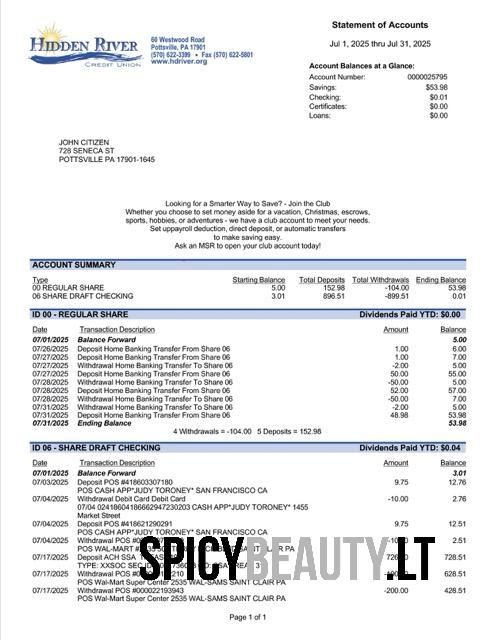 HIDDEN RIVER
CREDIT UNION
60 Westwood Road
Pottsville, PA 17901
(570) 622-3399 • Fax (570) 622-5801
www.hdriver.org
Statement of Accounts
Jul 1, 2025 thru Jul 31, 2025
Account Balances at a Glance:
Account Number: 0000025795
Savings: $53.98
Checking: $0.01
Certificates: $0.00
Loans: $0.00
JOHN CITIZEN
728 SENECA ST
POTTSVILLE PA 17901-1645
Looking for a Smarter Way to Save? - Join the Club
Whether you choose to set money aside for a vacation, Christmas, escrows,
sports, hobbies, or adventures - we have a club account to meet your needs.
Set uppayroll deduction, direct deposit, or automatic transfers
to make saving easy.
Ask an MSR to open your club account today!
ACCOUNT SUMMARY
Type Starting Balance Total Deposits Total Withdrawals Ending Balance
00 REGULAR SHARE 5.00 152.98 -104.00 53.98
06 SHARE DRAFT CHECKING 3.01 896.51 -899.51 0.01
ID 00 - REGULAR SHARE Dividends Paid YTD: $0.00
Date Transaction Description Amount Balance
07/01/2025 Balance Forward 5.00
07/26/2025 Deposit Home Banking Transfer From Share 06 1.00 6.00
07/27/2025 Deposit Home Banking Transfer From Share 06 1.00 7.00
07/27/2025 Withdrawal Home Banking Transfer To Share 06 -2.00 5.00
07/27/2025 Deposit Home Banking Transfer From Share 06 50.00 55.00
07/28/2025 Withdrawal Home Banking Transfer To Share 06 -50.00 5.00
07/28/2025 Deposit Home Banking Transfer From Share 06 52.00 57.00
07/28/2025 Withdrawal Home Banking Transfer To Share 06 -50.00 7.00
07/31/2025 Withdrawal Home Banking Transfer To Share 06 -2.00 5.00
07/31/2025 Deposit Home Banking Transfer From Share 06 48.98 53.98
07/31/2025 Ending Balance 53.98
4 Withdrawals = -104.00 5 Deposits = 152.98
ID 06 - SHARE DRAFT CHECKING Dividends Paid YTD: $0.04
Date Transaction Description Amount Balance
07/01/2025 Balance Forward 3.01
07/03/2025 Deposit POS #418603307180 9.75 12.76
POS CASH APP*JUDY TORONEY* SAN FRANCISCO CA
07/04/2025 Withdrawal Debit Card Debit Card -10.00 2.76
07/04 02418604186662947230203 CASH APP*JUDY TORONEY* 1455
Market Street
07/04/2025 Deposit POS #418621290291 9.75 12.51
POS CASH APP*JUDY TORONEY* SAN FRANCISCO CA
07/04/2025 Withdrawal POS 2.51
POS WAL-MART CLAIR PA
07/17/2025 Deposit ACH SSA 728.51
TYPE: XXSOC SEC
07/17/2025 Withdrawal POS 628.51
POS Wal-Mart Super Center 2535 WAL-SAMS SAINT CLAIR PA
07/17/2025 Withdrawal POS #000022193943 -200.00 428.51
POS Wal-Mart Super Center 2535 WAL-SAMS SAINT CLAIR PA
SPICYBEAUTY.LT
Page 1 of 1